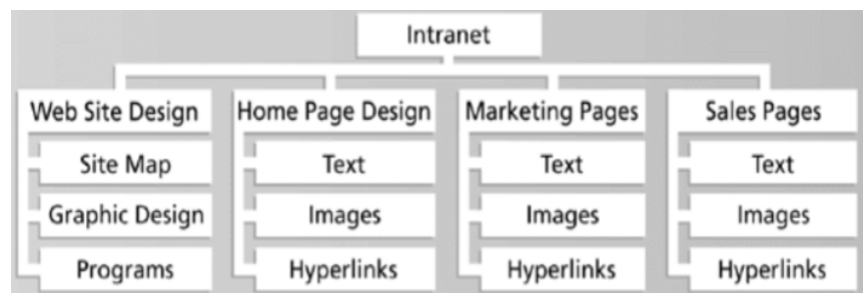 Intranet
Web Site Design
Home Page Design
Marketing Pages
Sales Pages
Site Map
Text
Text
Text
Graphic Design
Images
Images
Images
Programs
Hyperlinks
Hyperlinks
Hyperlinks